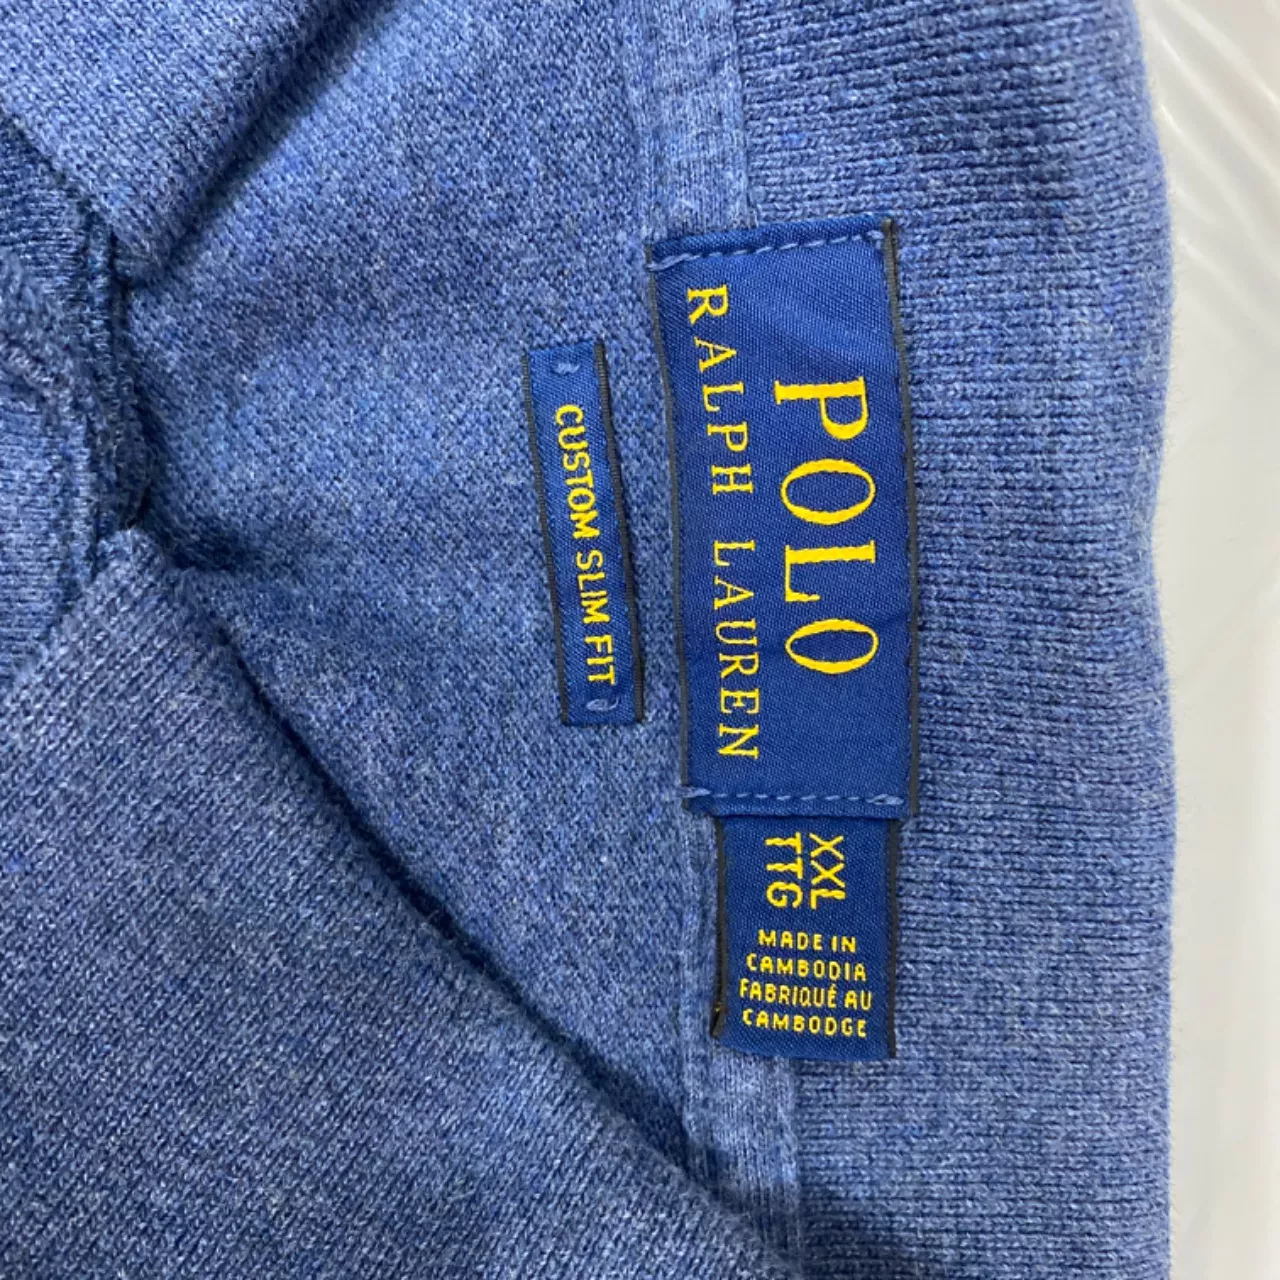 POLO
RALPH LAUREN
CUSTOM SLIM FIT
XXL
TTG
MADE IN
CAMBODIA
FABRIQUÉ AU
CAMBODGE